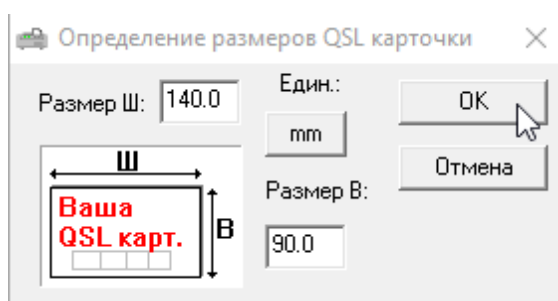 Определение размеров QSL карточки
Размер Ш: 140.0
Един.:
mm
OK
Отмена
Ш
Ваша
QSL карт.
В
Размер В:
90.0